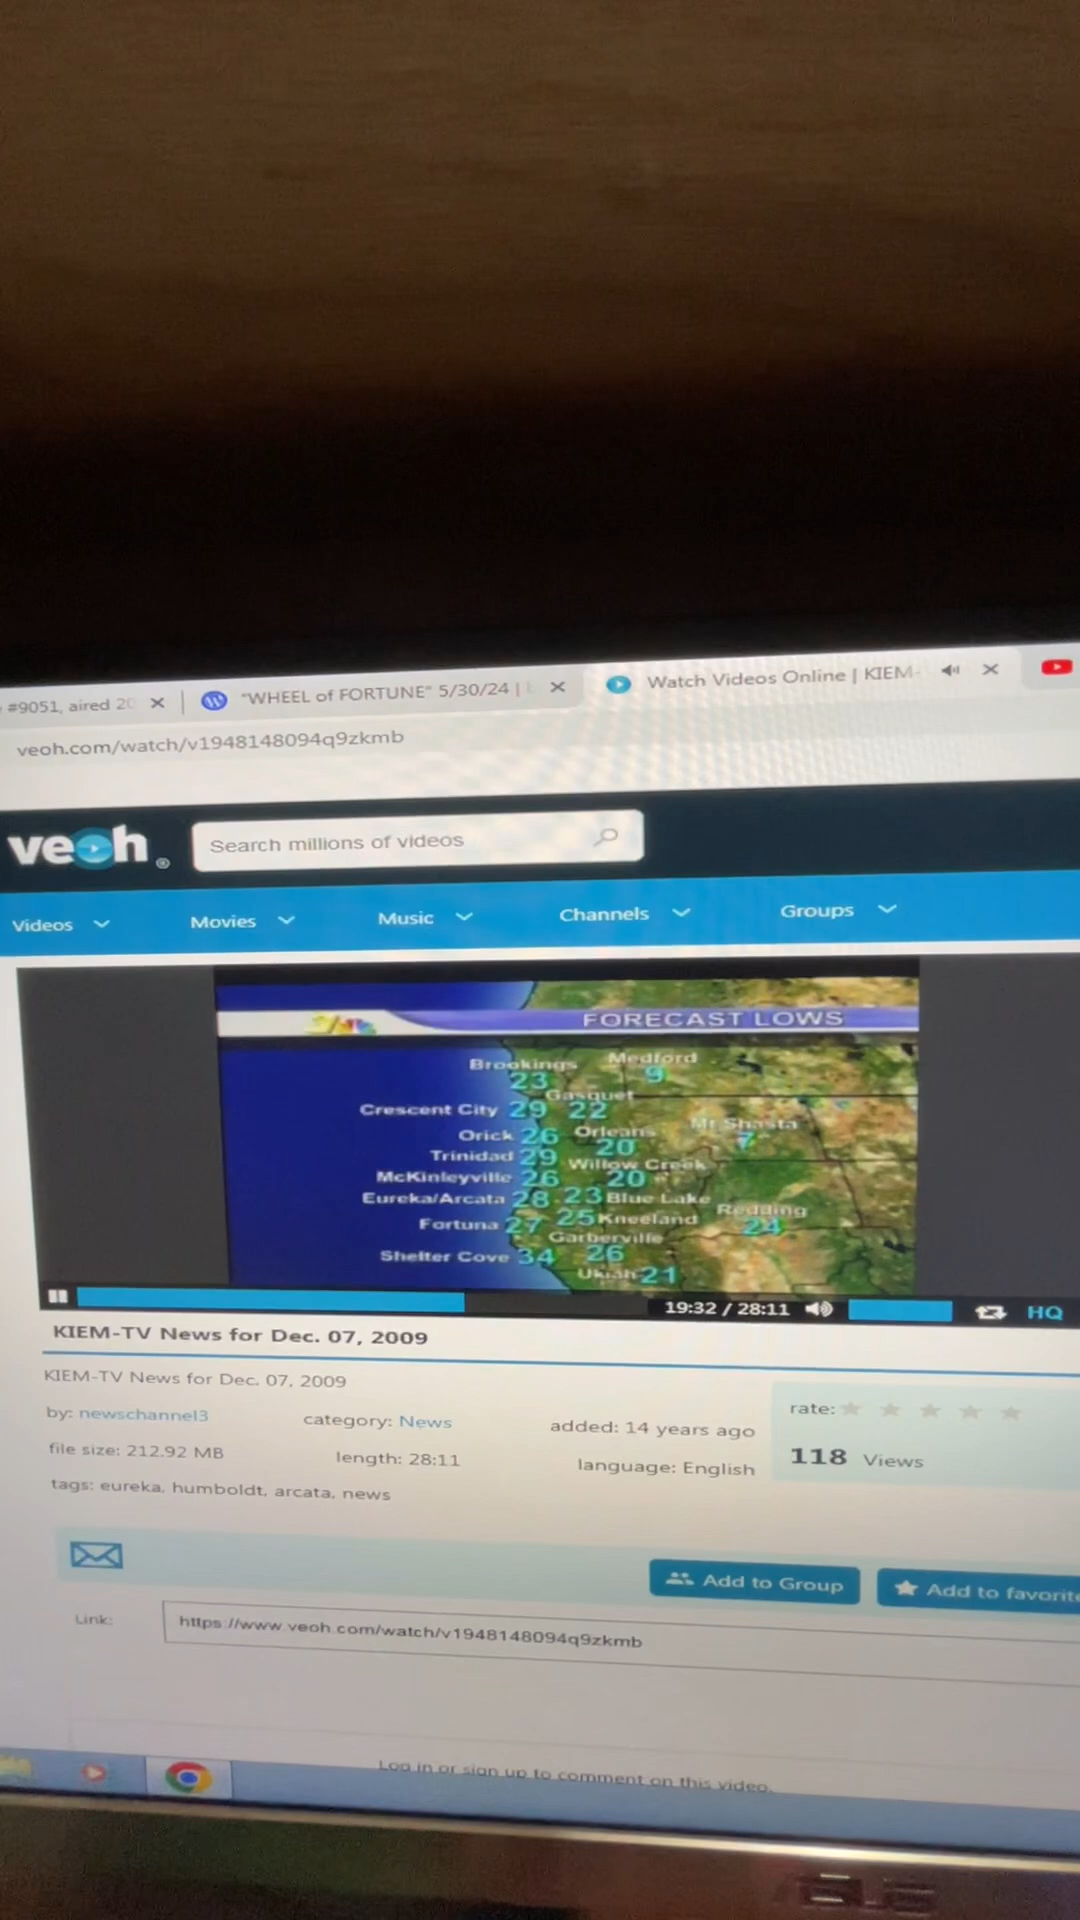 #9051, aired 20
"WHEEL of FORTUNE" 5/30/24 |
Watch Videos Online | KIEM-
veoh.com/watch/v1948148094q9zkmb
veoh
Search millions of videos
Videos
Movies
Music
Channels
Groups
FORECAST LOWS
Brookings
23
Medford
9
Gasquet
22
Crescent City 29
Orick 26
Orleans
20
Mt Shasta
7
Trinidad 29
Willow Creek
20
McKinleyville 26
Eureka/Arcata 28
23 Blue Lake
Fortuna 27
25 Kneeland
Redding
24
Garberville
26
Shelter Cove 34
Ukiah 21
19:32 / 28:11
HQ
KIEM-TV News for Dec. 07, 2009
KIEM-TV News for Dec. 07, 2009
by: newschannel3
category: News
added: 14 years ago
rate:
file size: 212.92 MB
length: 28:11
language: English
118 Views
tags: eureka, humboldt, arcata, news
Add to Group
Add to favorite
Link:
https://www.veoh.com/watch/v1948148094q9zkmb
Log in or sign up to comment on this video.